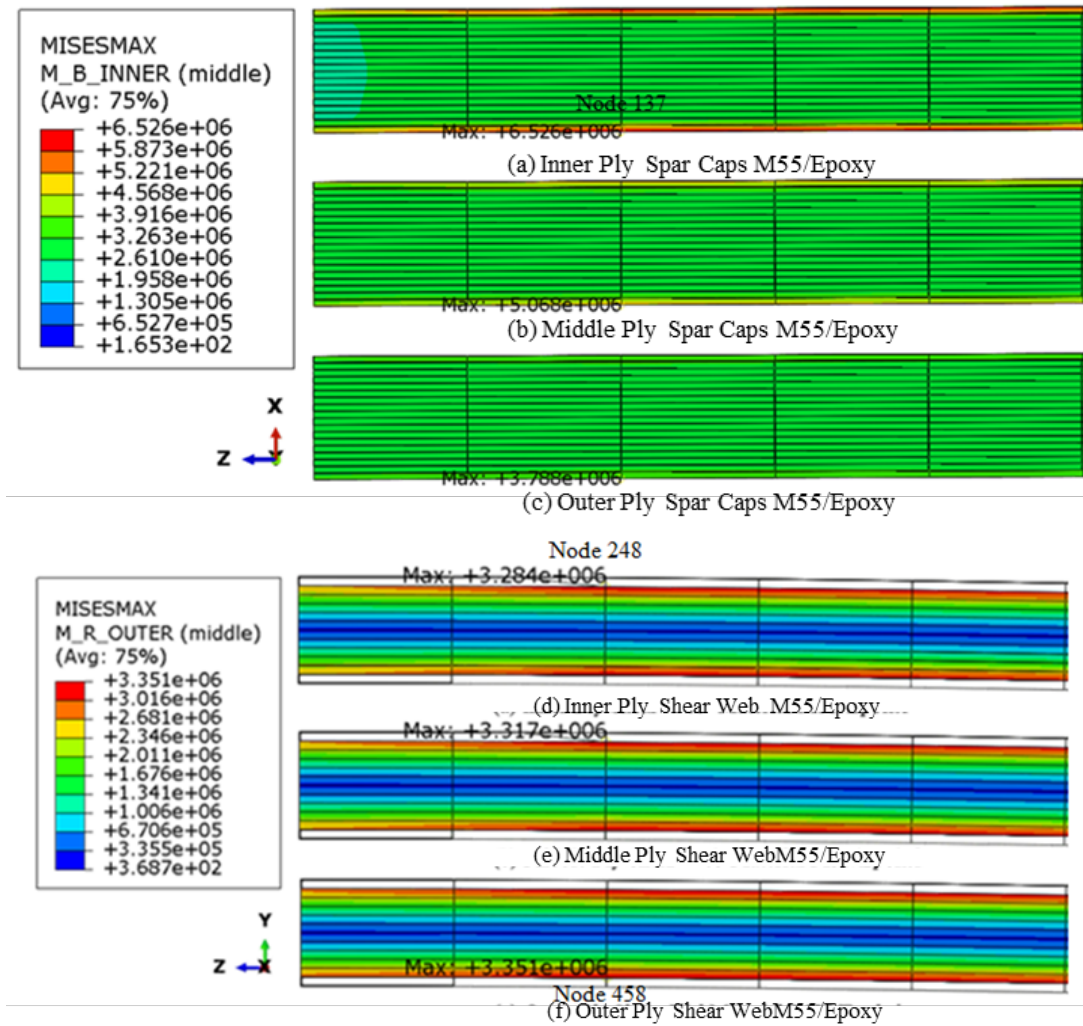 MISESMAX
M_B_INNER (middle)
(Avg: 75%)
+6.526e+06
+5.873e+06
+5.221e+06
+4.568e+06
+3.916e+06
+3.263e+06
+2.610e+06
+1.958e+06
+1.305e+06
+6.527e+05
+1.653e+02
X
Z
Y
Node 137
Max: +6.526e+006
(a) Inner Ply Spar Caps M55/Epoxy
Max: +5.068e+006
(b) Middle Ply Spar Caps M55/Epoxy
Max: +3.788e+006
(c) Outer Ply Spar Caps M55/Epoxy
MISESMAX
M_R_OUTER (middle)
(Avg: 75%)
+3.351e+06
+3.016e+06
+2.681e+06
+2.346e+06
+2.011e+06
+1.676e+06
+1.341e+06
+1.006e+06
+6.706e+05
+3.355e+05
+3.687e+02
Y
Z
X
Node 248
Max: +3.284e+006
(d) Inner Ply Shear Web M55/Epoxy
Max: +3.317e+006
(e) Middle Ply Shear WebM55/Epoxy
Max: +3.351e+006
Node 458
(f) Outer Ply Shear WebM55/Epoxy